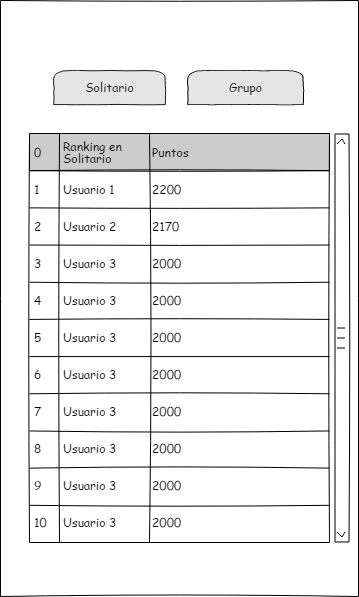 Solitario Grupo
0 Ranking en Solitario Puntos
1 Usuario 1 2200
2 Usuario 2 2170
3 Usuario 3 2000
4 Usuario 3 2000
5 Usuario 3 2000
6 Usuario 3 2000
7 Usuario 3 2000
8 Usuario 3 2000
9 Usuario 3 2000
10 Usuario 3 2000